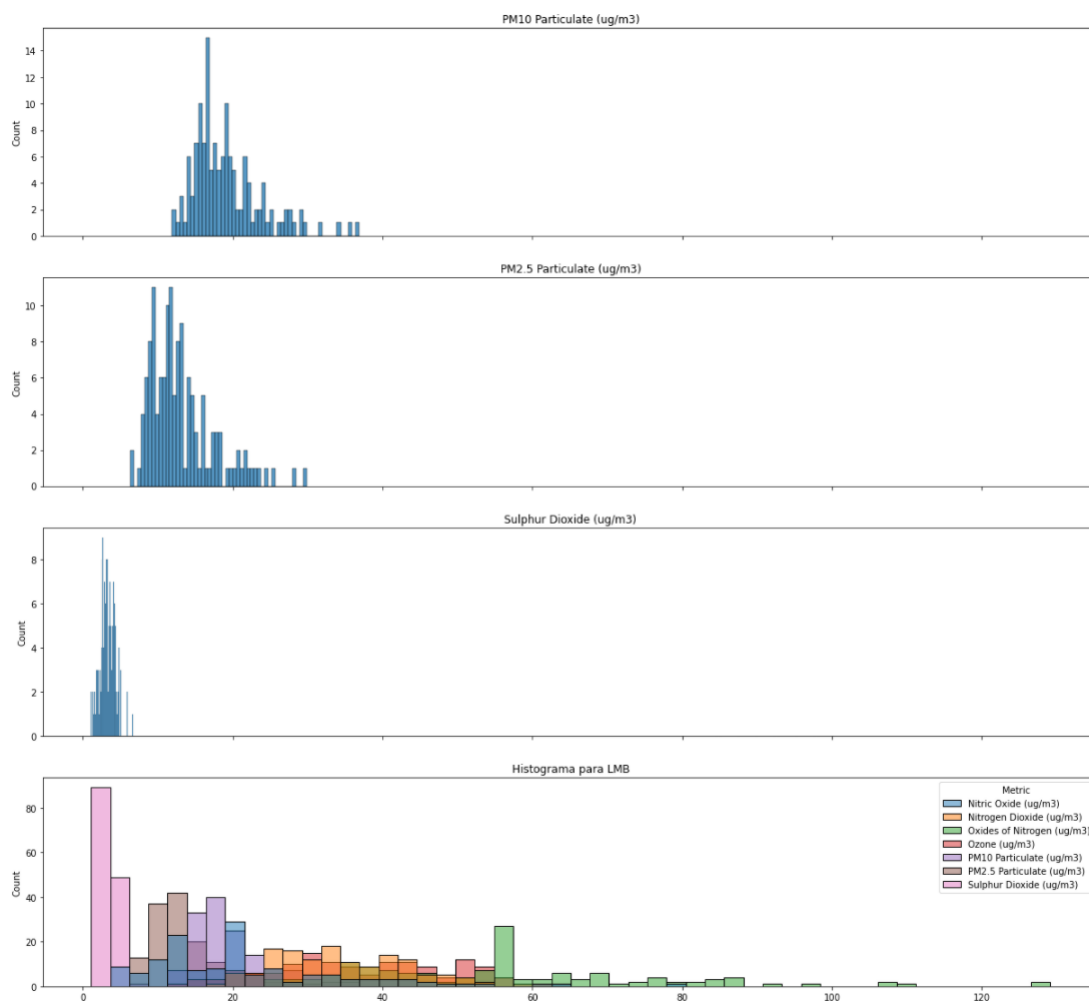 PM10 Particulate (ug/m3)
14
12
10
8
6
4
2
0
Count
PM2.5 Particulate (ug/m3)
10
8
6
4
2
0
Count
Sulphur Dioxide (ug/m3)
8
6
4
2
0
Count
Histograma para LMB
80
60
40
20
0
Count
Metric
Nitric Oxide (ug/m3)
Nitrogen Dioxide (ug/m3)
Oxides of Nitrogen (ug/m3)
Ozone (ug/m3)
PM10 Particulate (ug/m3)
PM2.5 Particulate (ug/m3)
Sulphur Dioxide (ug/m3)
0 20 40 60 80 100 120